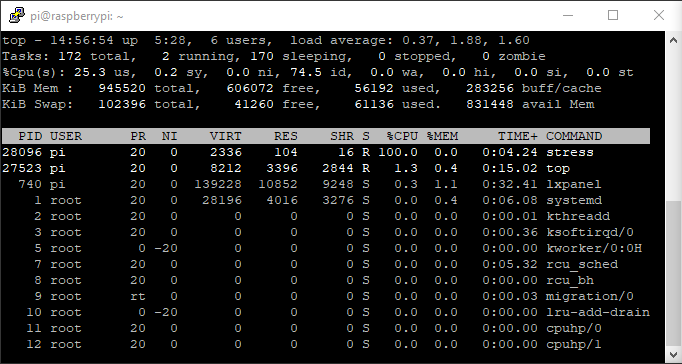 pi@raspberrypi: ~
top - 14:56:54 up  5:28,  6 users,  load average: 0.37, 1.88, 1.60
Tasks: 172 total,   2 running, 170 sleeping,   0 stopped,   0 zombie
%Cpu(s): 25.3 us,  0.2 sy,  0.0 ni, 74.5 id,  0.0 wa,  0.0 hi,  0.0 si,  0.0 st
KiB Mem :   945520 total,   606072 free,    56192 used,   283256 buff/cache
KiB Swap:   102396 total,    41260 free,    61136 used.   831448 avail Mem
  PID USER      PR  NI    VIRT    RES    SHR S  %CPU %MEM     TIME+ COMMAND
28096 pi        20   0    2336    104     16 R 100.0  0.0   0:04.24 stress
27523 pi        20   0    8212   3396   2844 R   1.3  0.4   0:15.02 top
  740 pi        20   0  139228  10852   9248 S   0.3  1.1   0:32.41 lxpanel
    1 root      20   0   28196   4016   3276 S   0.0  0.4   0:06.08 systemd
    2 root      20   0       0      0      0 S   0.0  0.0   0:00.01 kthreadd
    3 root      20   0       0      0      0 S   0.0  0.0   0:00.36 ksoftirqd/0
    5 root       0 -20       0      0      0 S   0.0  0.0   0:00.00 kworker/0:0H
    7 root      20   0       0      0      0 S   0.0  0.0   0:05.32 rcu_sched
    8 root      20   0       0      0      0 S   0.0  0.0   0:00.00 rcu_bh
    9 root      rt   0       0      0      0 S   0.0  0.0   0:00.03 migration/0
   10 root       0 -20       0      0      0 S   0.0  0.0   0:00.00 lru-add-drain
   11 root      20   0       0      0      0 S   0.0  0.0   0:00.00 cpuhp/0
   12 root      20   0       0      0      0 S   0.0  0.0   0:00.00 cpuhp/1